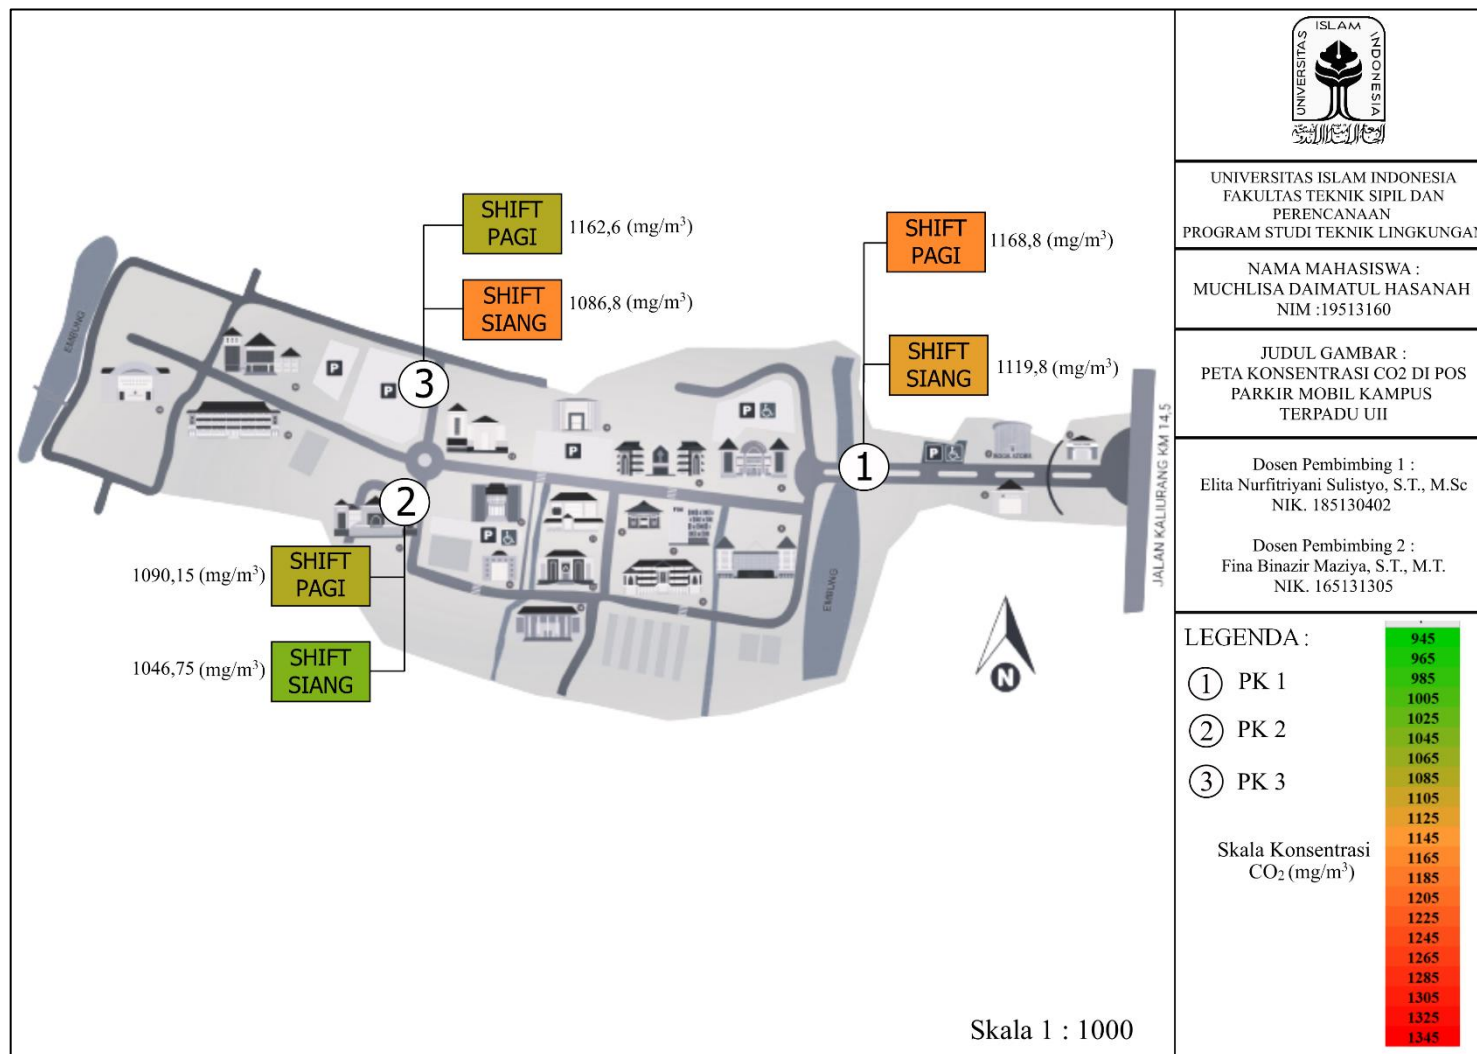 SHIFT
PAGI
1162,6 (mg/m³)
SHIFT
SIANG
1086,8 (mg/m³)
SHIFT
PAGI
1168,8 (mg/m³)
SHIFT
SIANG
1119,8 (mg/m³)
EMBUNG
3
P
P
P
P
1
P
2
P
EMBUNG
JALAN KALIURANG KM 14,5
1090,15 (mg/m³)
SHIFT
PAGI
1046,75 (mg/m³)
SHIFT
SIANG
N
Skala 1 : 1000
UNIVERSITAS ISLAM INDONESIA
UNIVERSITAS ISLAM INDONESIA
FAKULTAS TEKNIK SIPIL DAN
PERENCANAAN
PROGRAM STUDI TEKNIK LINGKUNGAN
NAMA MAHASISWA :
MUCHLISA DAIMATUL HASANAH
NIM :19513160
JUDUL GAMBAR :
PETA KONSENTRASI CO2 DI POS
PARKIR MOBIL KAMPUS
TERPADU UII
Dosen Pembimbing 1 :
Elita Nurfitriyani Sulistyo, S.T., M.Sc
NIK. 185130402
Dosen Pembimbing 2 :
Fina Binazir Maziya, S.T., M.T.
NIK. 165131305
LEGENDA :
1 PK 1
2 PK 2
3 PK 3
Skala Konsentrasi
CO₂ (mg/m³)
945
965
985
1005
1025
1045
1065
1085
1105
1125
1145
1165
1185
1205
1225
1245
1265
1285
1305
1325
1345